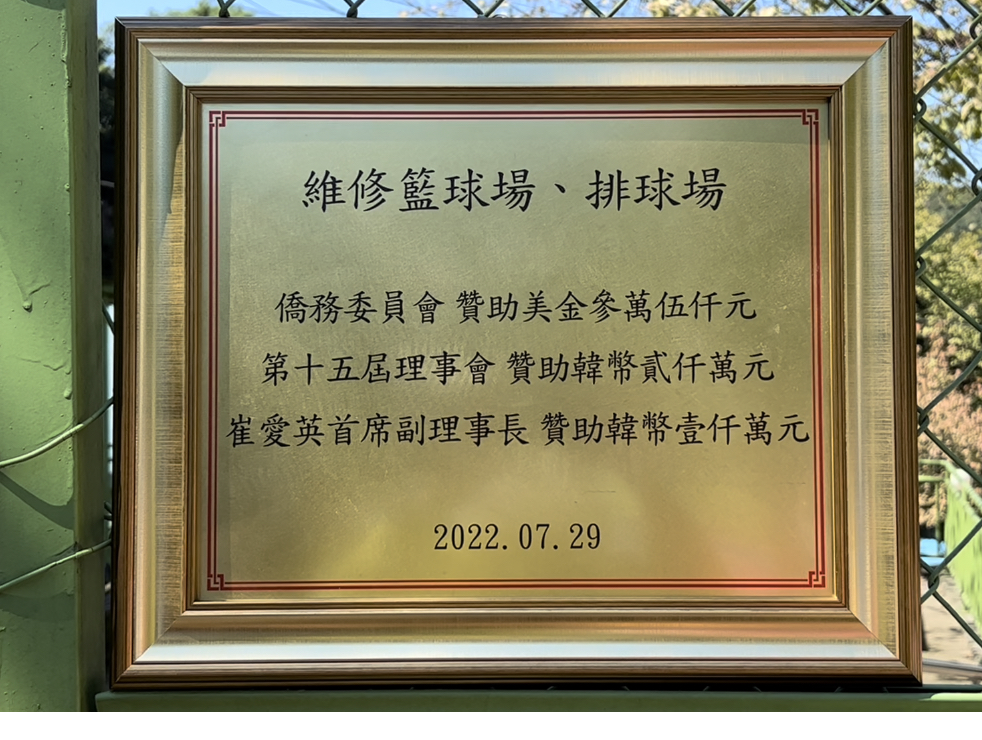 維修籃球場、排球場
僑務委員會 贊助美金參萬伍仟元
第十五屆理事會 贊助韓幣貳仟萬元
崔愛英首席副理事長 贊助韓幣壹仟萬元
2022.07.29